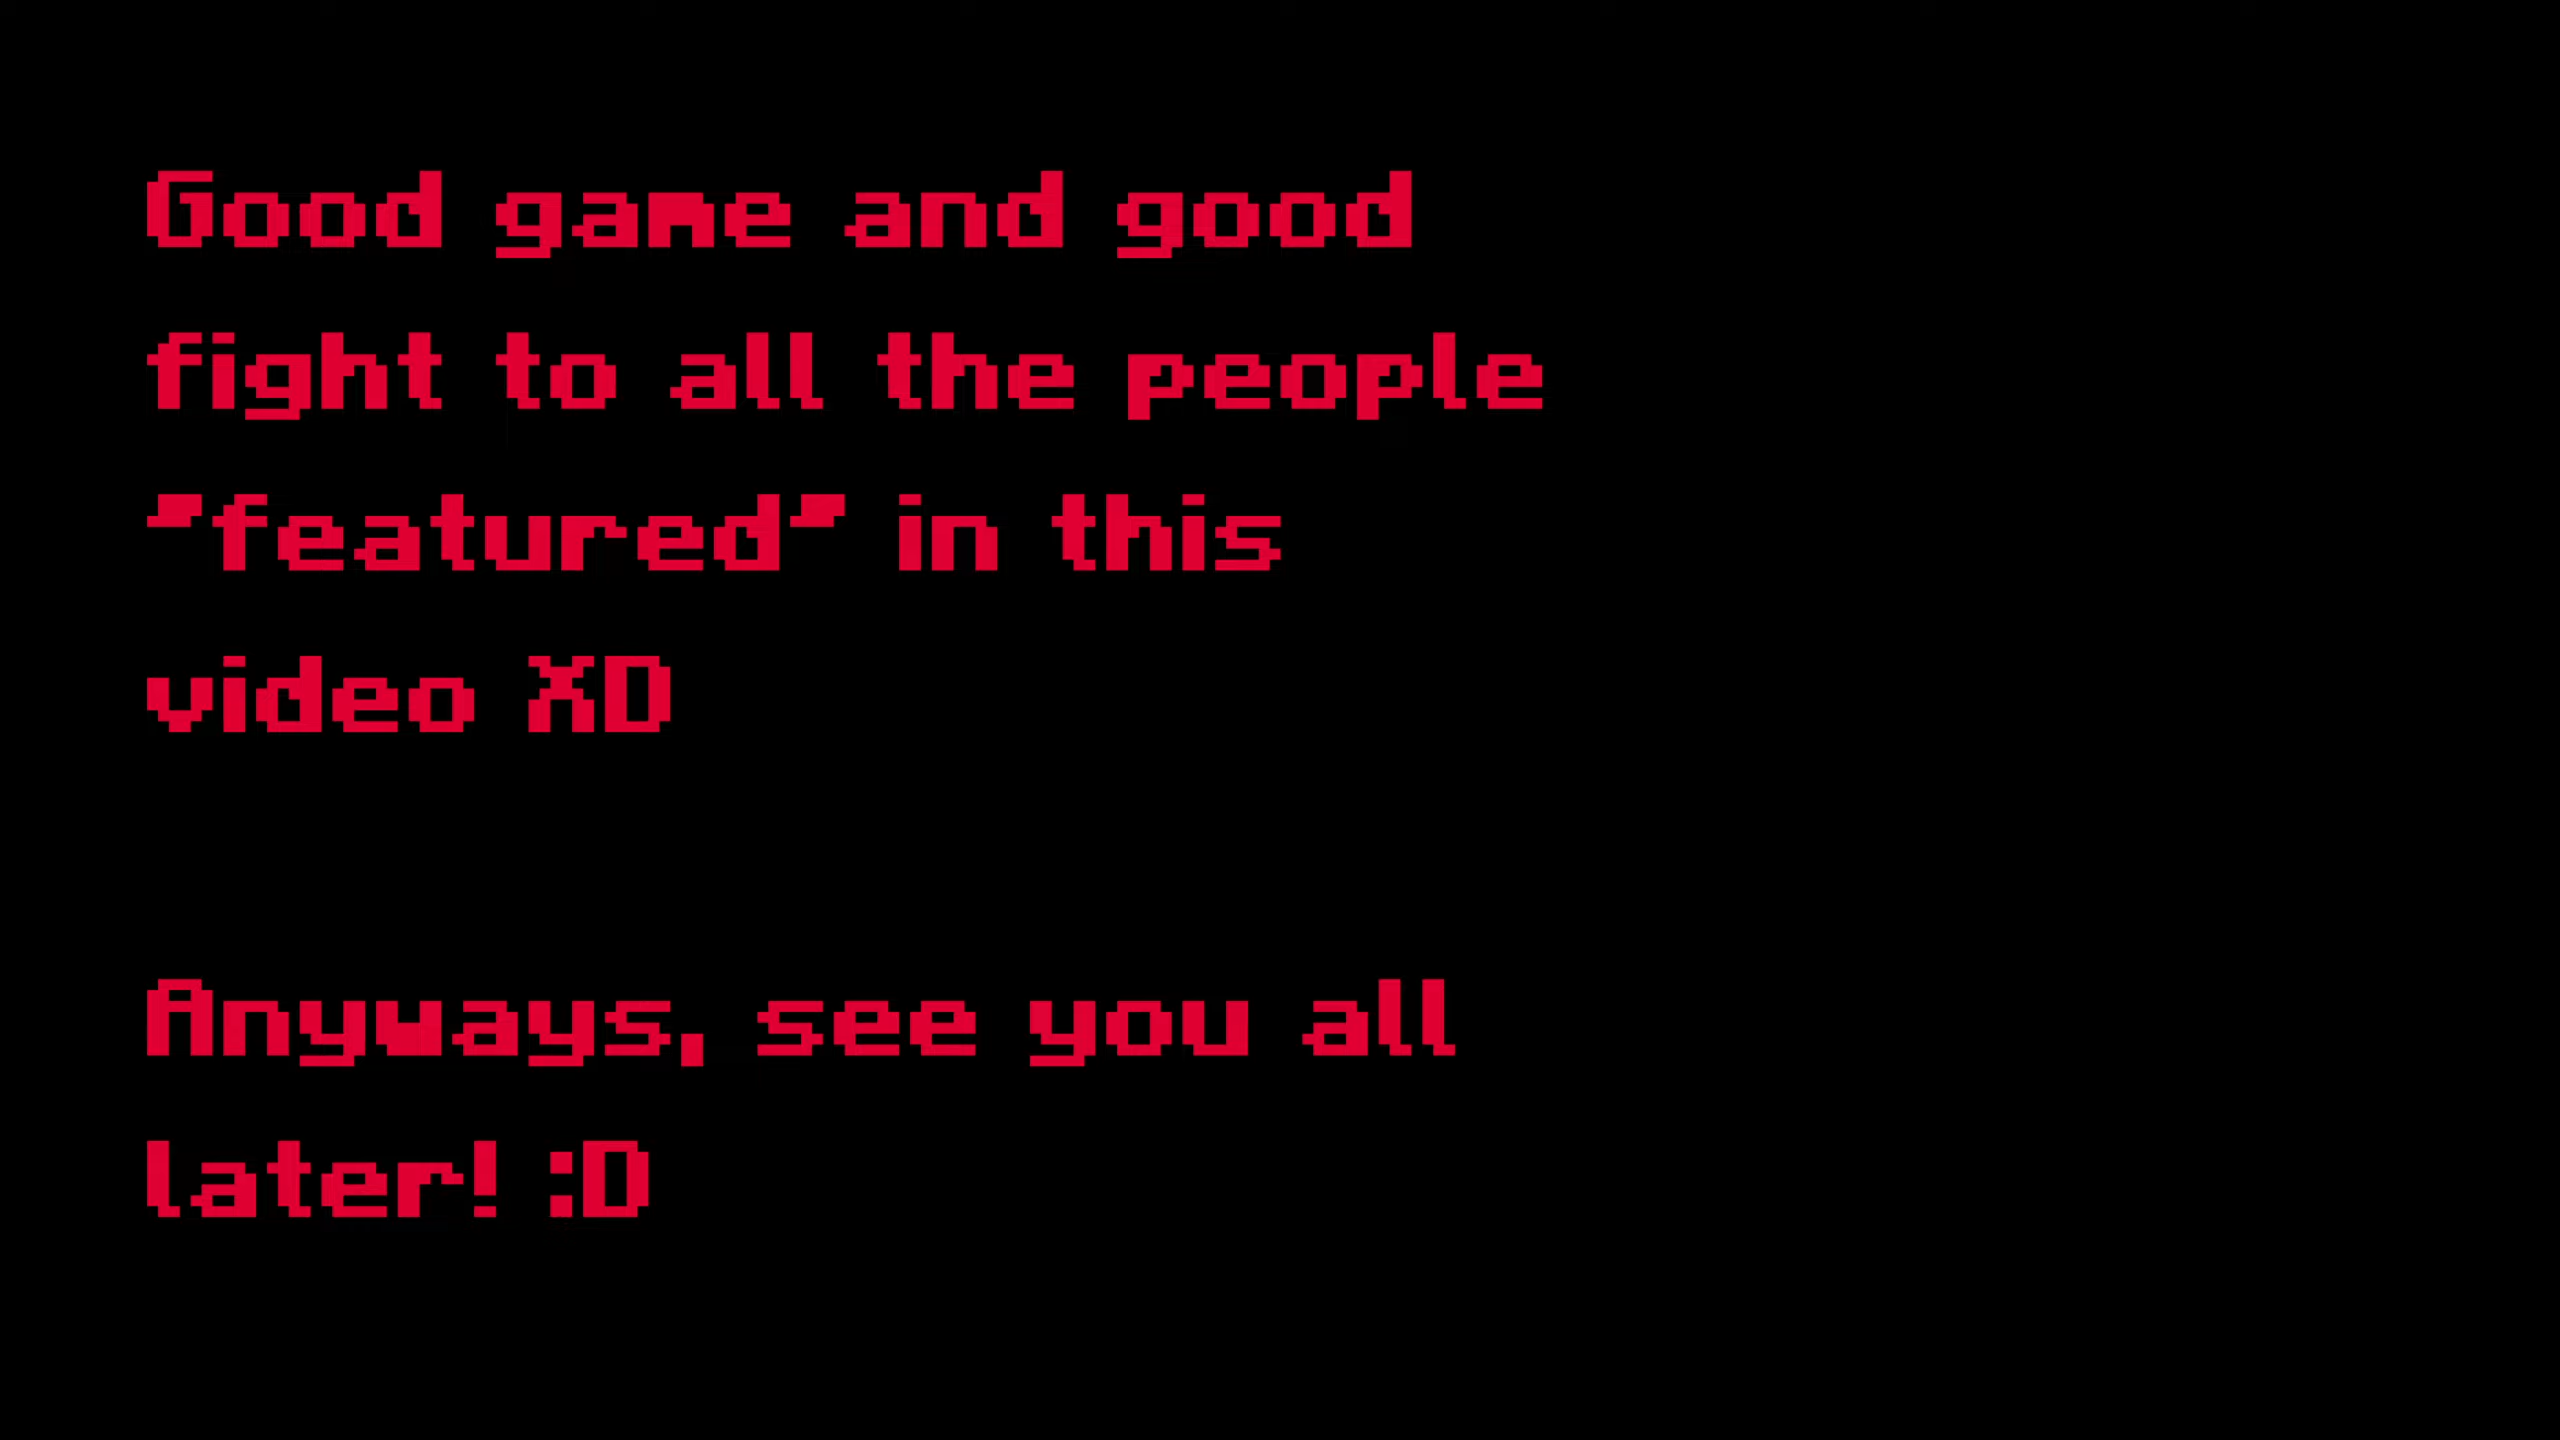 Good game and good
fight to all the people
"featured" in this
video XD
Anyways, see you all
later! :D